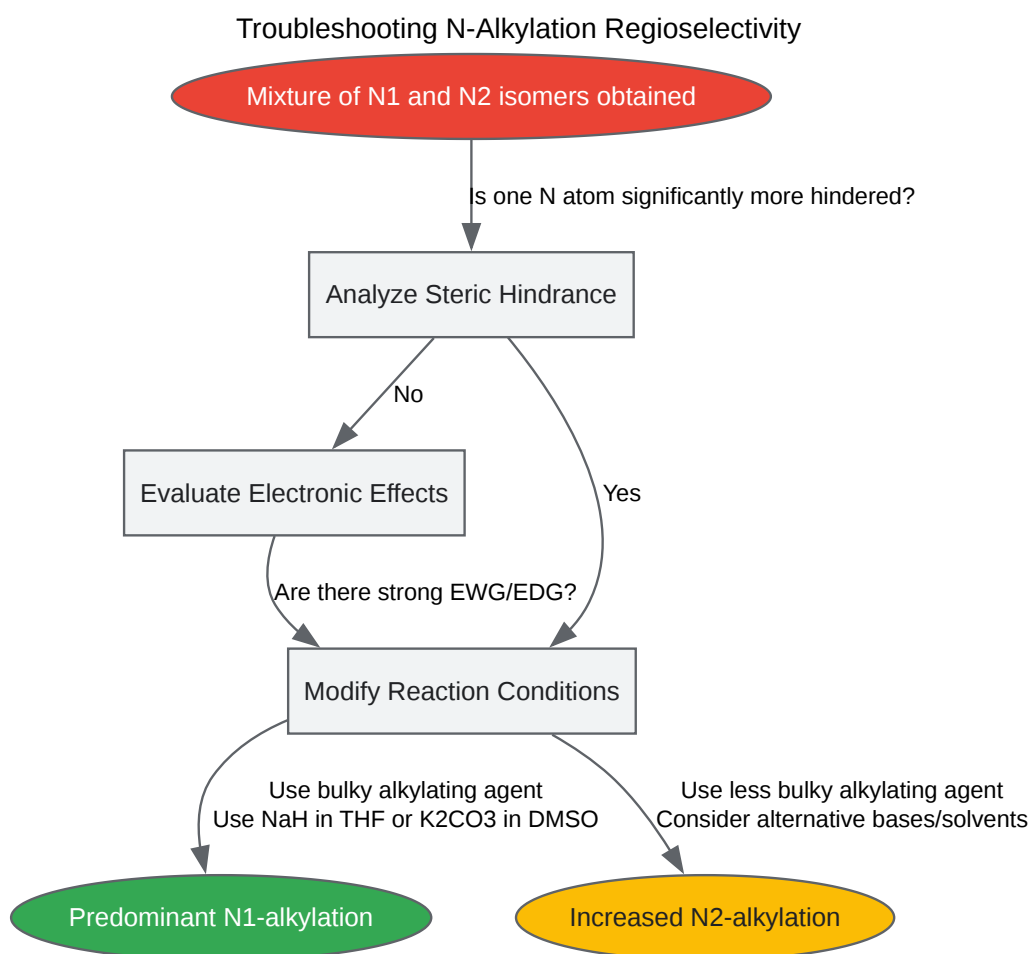 Troubleshooting N-Alkylation Regioselectivity
Mixture of N1 and N2 isomers obtained
Is one N atom significantly more hindered?
Analyze Steric Hindrance
No
Evaluate Electronic Effects
Yes
Are there strong EWG/EDG?
Modify Reaction Conditions
Use bulky alkylating agent
Use NaH in THF or K2CO3 in DMSO
Use less bulky alkylating agent
Consider alternative bases/solvents
Predominant N1-alkylation
Increased N2-alkylation